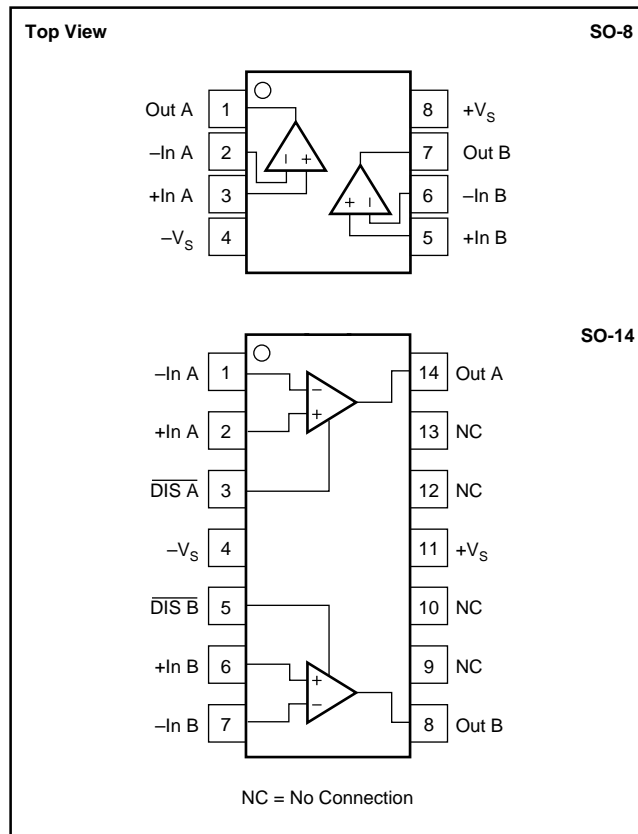 Top View SO-8
Out A 1 8 +VS
–In A 2 7 Out B
+In A 3 6 –In B
–VS 4 5 +In B
– +
+ –
SO-14
–In A 1 14 Out A
+In A 2 13 NC
DIS A 3 12 NC
–VS 4 11 +VS
DIS B 5 10 NC
+In B 6 9 NC
–In B 7 8 Out B
–
+
+
–
NC = No Connection